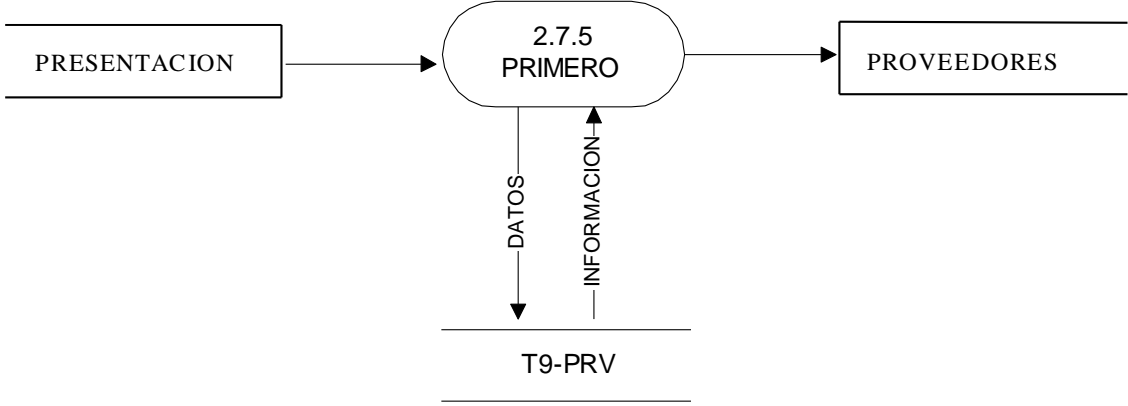 PRESENTACION
2.7.5
PRIMERO
PROVEEDORES
DATOS
INFORMACION
T9-PRV